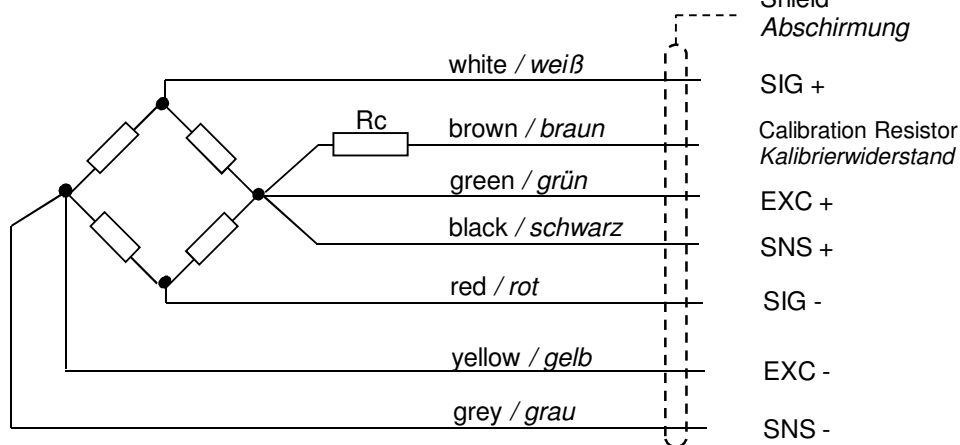 Shield
Abschirmung
white / weiß
SIG +
Rc
brown / braun
Calibration Resistor
Kalibrierwiderstand
green / grün
EXC +
black / schwarz
SNS +
red / rot
SIG -
yellow / gelb
EXC -
grey / grau
SNS -